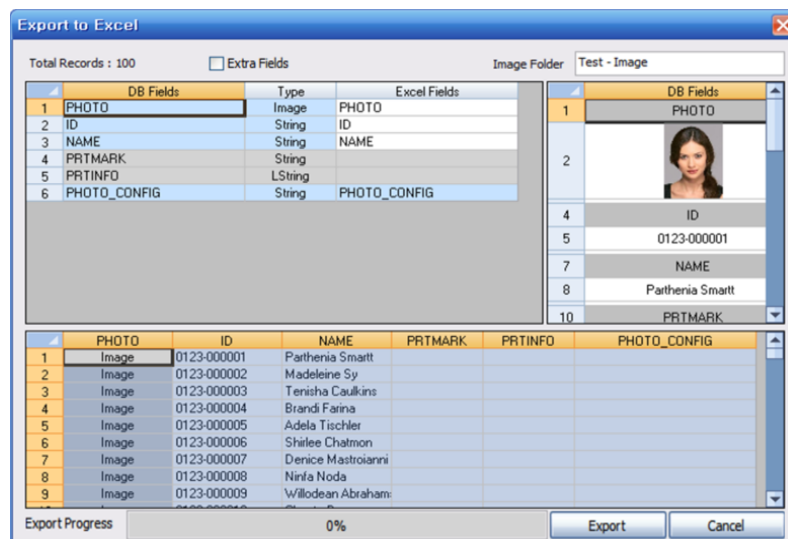 Export to Excel
Total Records : 100 Extra Fields Image Folder Test - Image
DB Fields Type Excel Fields
1 PHOTO Image PHOTO
2 ID String ID
3 NAME String NAME
4 PRTMARK String
5 PRTINFO LString
6 PHOTO_CONFIG String PHOTO_CONFIG
DB Fields
1 PHOTO
2
4 ID
5 0123-000001
7 NAME
8 Parthenia Smartt
10 PRTMARK
PHOTO ID NAME PRTMARK PRTINFO PHOTO_CONFIG
1 Image 0123-000001 Parthenia Smartt
2 Image 0123-000002 Madeleine Sy
3 Image 0123-000003 Tenisha Caulkins
4 Image 0123-000004 Brandi Farina
5 Image 0123-000005 Adela Tischler
6 Image 0123-000006 Shirlee Chatmon
7 Image 0123-000007 Denice Mastroianni
8 Image 0123-000008 Ninfa Noda
9 Image 0123-000009 Willodean Abraham
Export Progress 0% Export Cancel